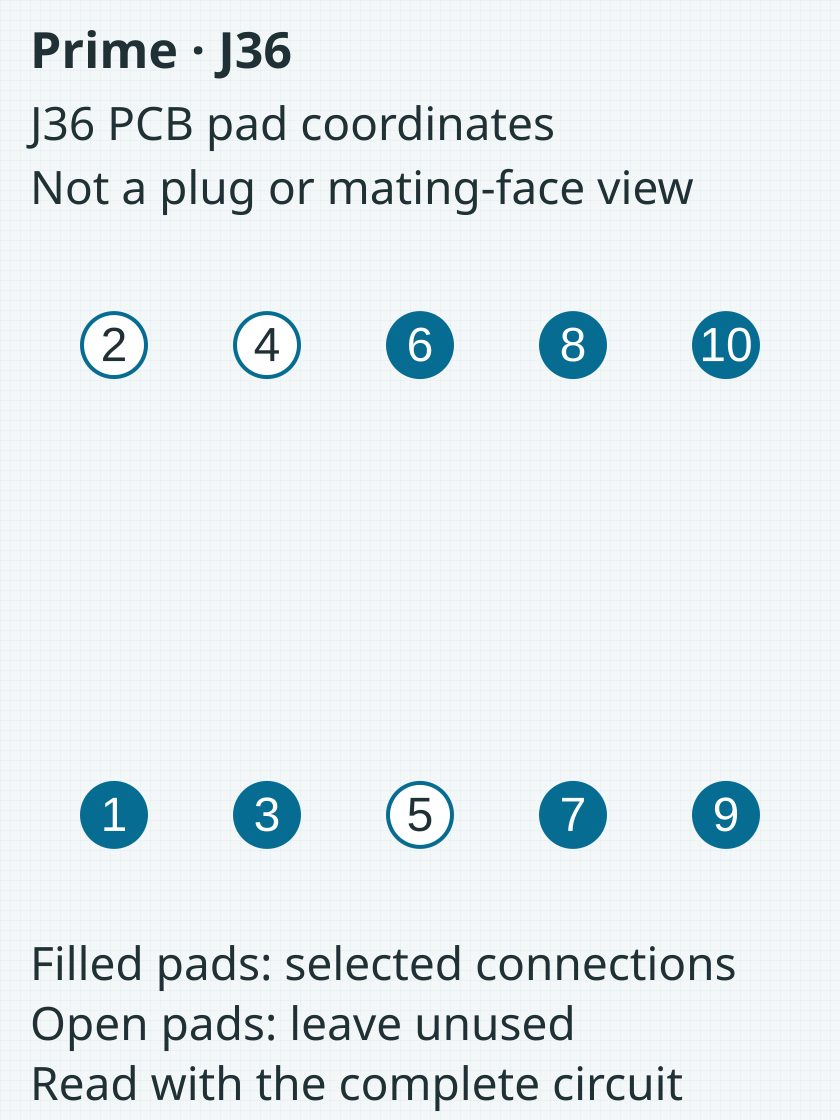 Prime · J36
J36 PCB pad coordinates
Not a plug or mating-face view
2 4 6 8 10
1 3 5 7 9
Filled pads: selected connections
Open pads: leave unused
Read with the complete circuit